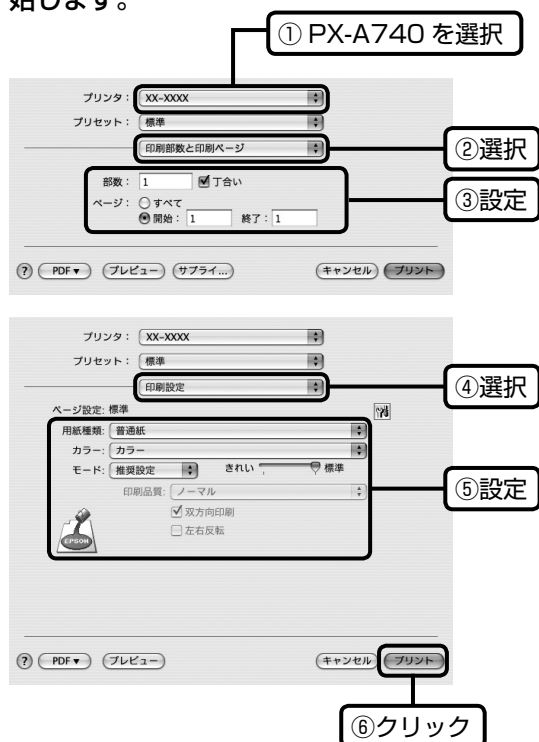 始します。
① PX-A740 を選択
プリンタ： XX-XXXX
プリセット： 標準
印刷部数と印刷ページ
②選択
部数： 1 丁合い
③設定
ページ： すべて
開始： 1 終了： 1
? PDF▼ プレビュー サプライ... キャンセル プリント
プリンタ： XX-XXXX
プリセット： 標準
印刷設定
④選択
ページ設定: 標準
用紙種類: 普通紙
カラー: カラー
モード: 推奨設定 きれい 標準
⑤設定
印刷品質: ノーマル
双方向印刷
左右反転
EPSON
? PDF▼ プレビュー キャンセル プリント
⑥クリック